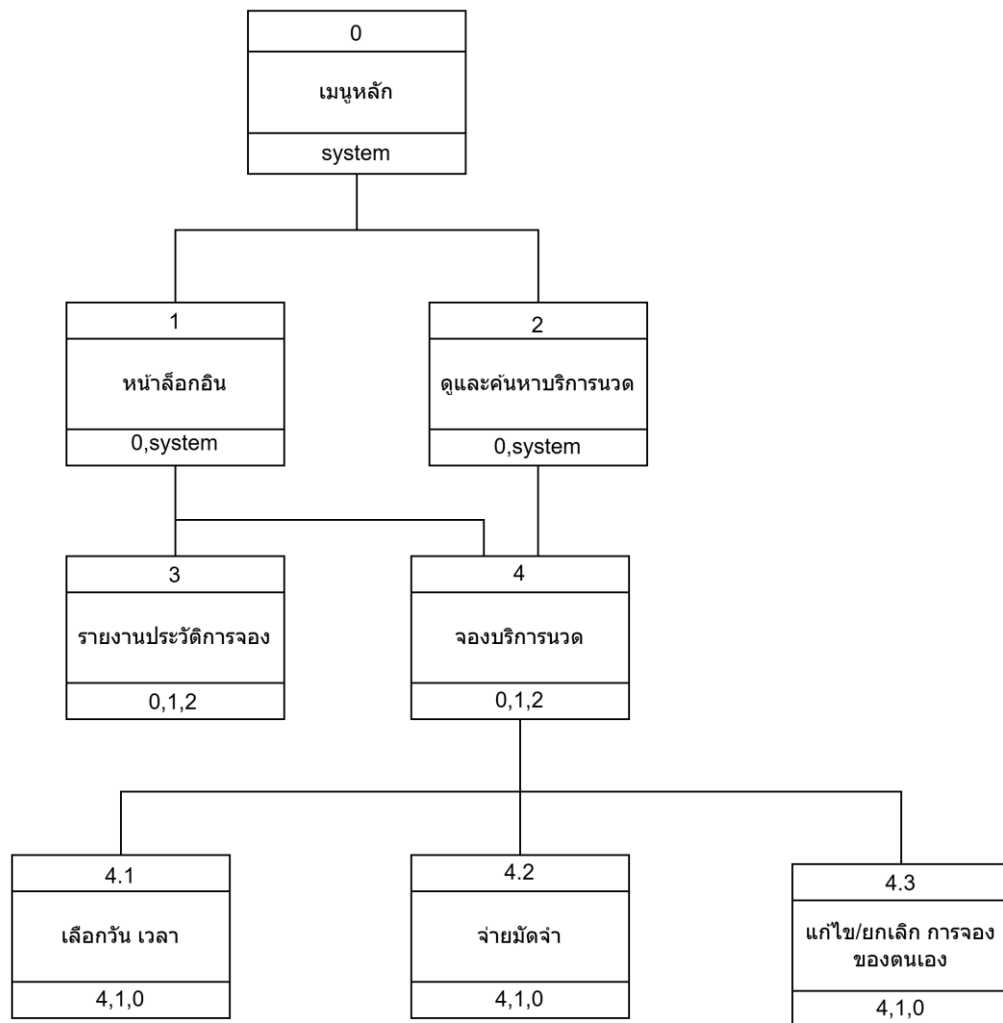 0
เมนูหลัก
system
1
หน้าล็อกอิน
0,system
2
ดูและค้นหาบริการนวด
0,system
3
รายงานประวัติการจอง
0,1,2
4
จองบริการนวด
0,1,2
4.1
เลือกวัน เวลา
4,1,0
4.2
จ่ายมัดจำ
4,1,0
4.3
แก้ไข/ยกเลิก การจอง
ของตนเอง
4,1,0